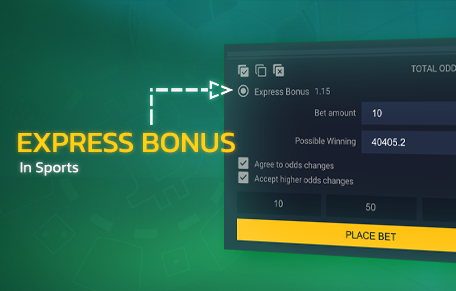 EXPRESS BONUS
In Sports
TOTAL ODD
Express Bonus 1.15
Bet amount 10
Possible Winning 40405.2
Agree to odds changes
Accept higher odds changes
10 50
PLACE BET